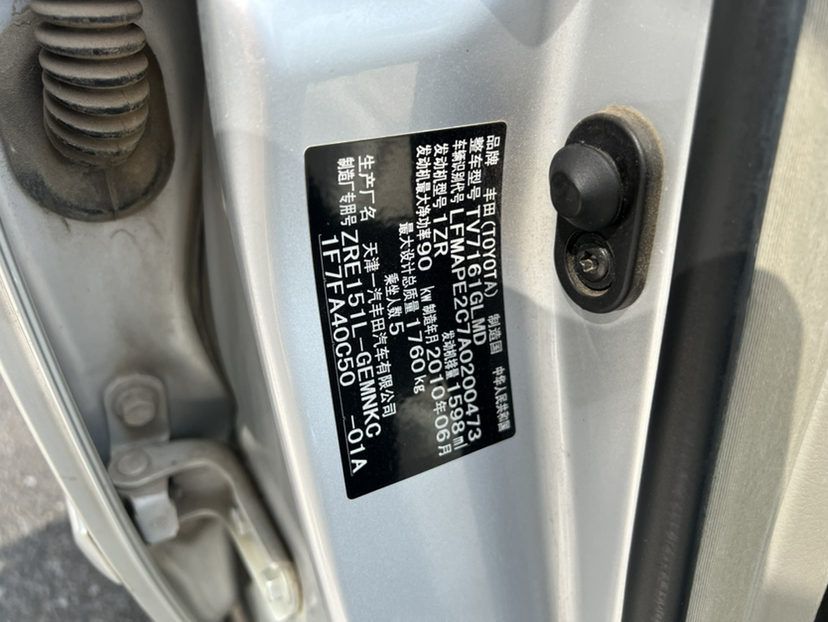 品牌 丰田(TOYOTA) 制造国 中华人民共和国
整车型号 TV7161GLMD
车辆识别代号 LFMAPE2C7A0200473
发动机型号 1ZR 发动机排量 1598ml
发动机最大净功率 90 kW 制造年月 2010年06月
最大设计总质量 1760kg
乘坐人数 5
生产厂名 天津一汽丰田汽车有限公司
制造厂专用号 ZRE151L-GEMNKC
1F7FA40C50 -01A